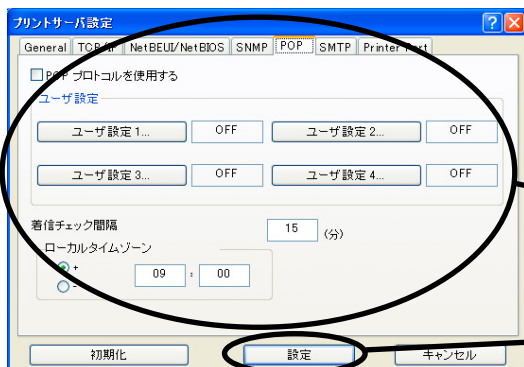 プリントサーバ設定
General TCP/IP NetBEUI/NetBIOS SNMP POP SMTP Printer Port
POP プロトコルを使用する
ユーザ設定
ユーザ設定 1... OFF ユーザ設定 2... OFF
ユーザ設定 3... OFF ユーザ設定 4... OFF
着信チェック間隔 15 (分)
ローカルタイムゾーン
+ 09 : 00
-
初期化 設定 キャンセル